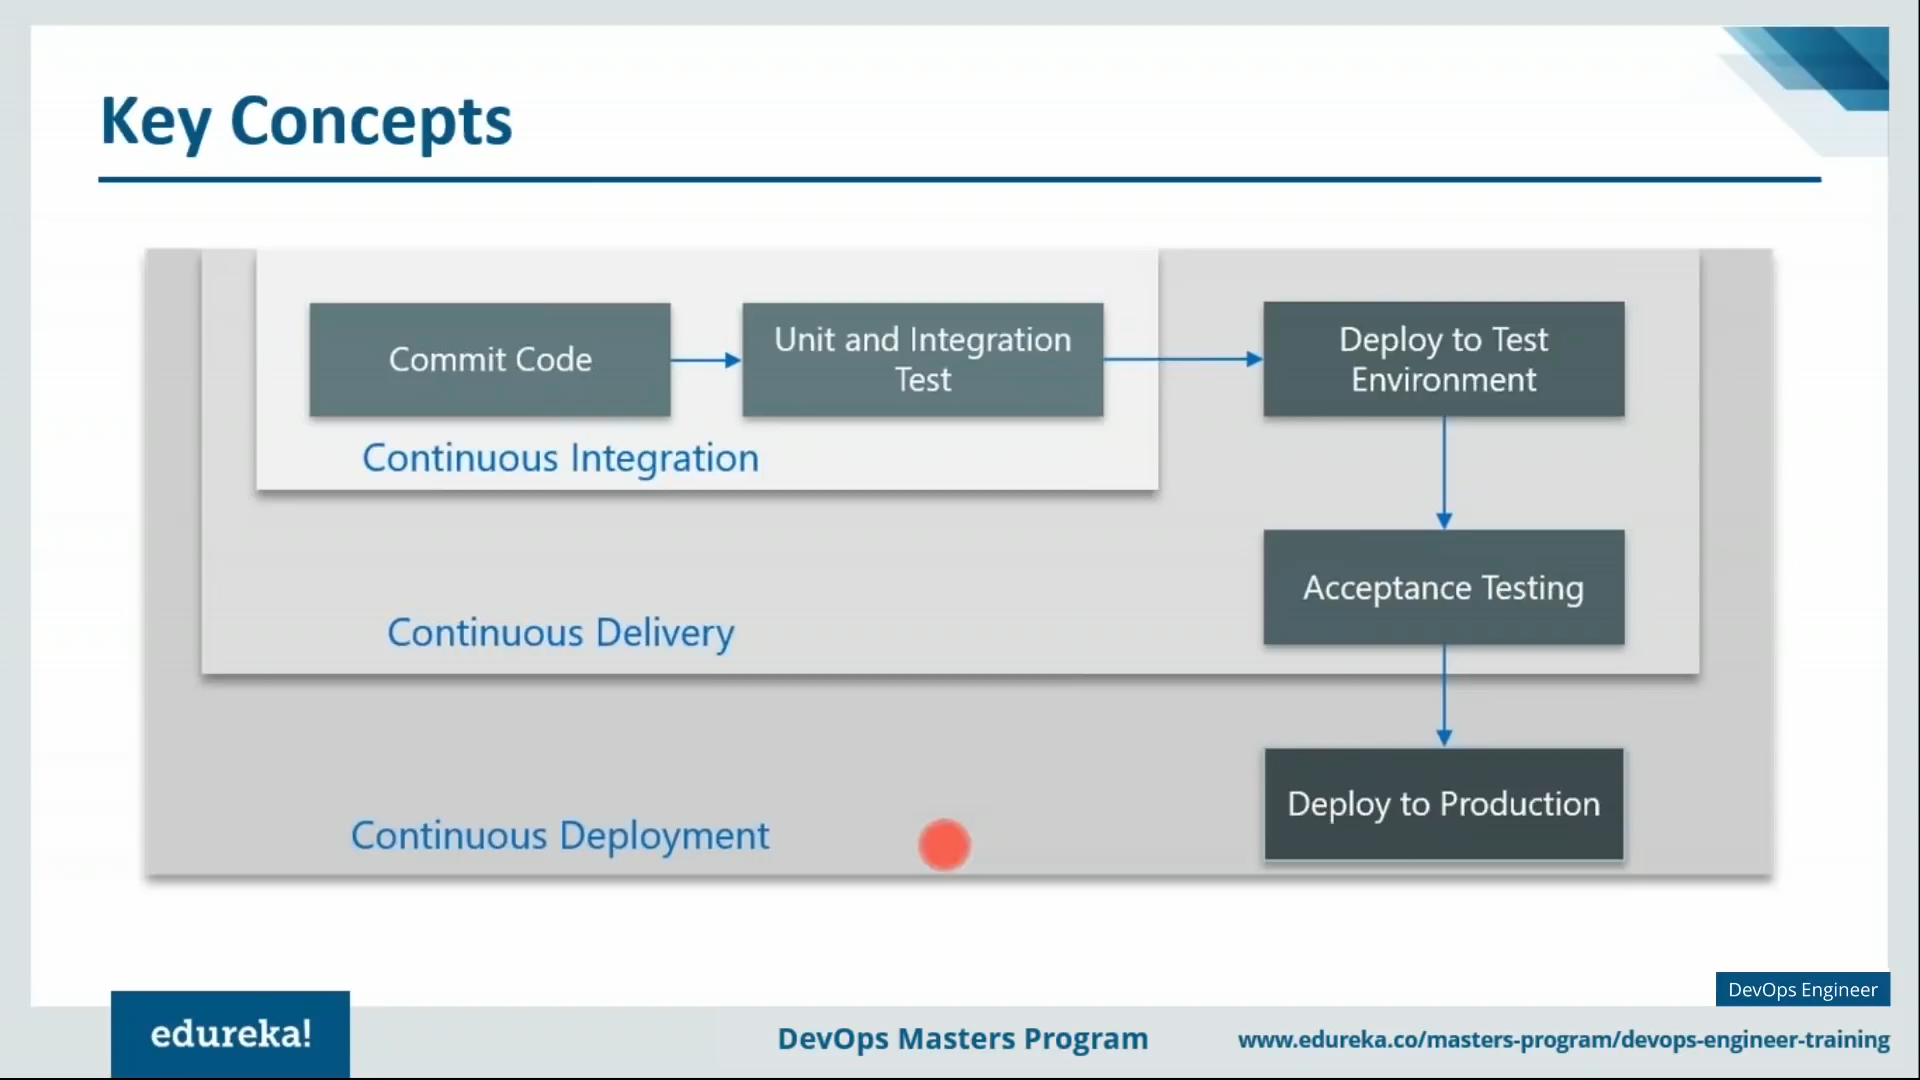 Key Concepts
Commit Code
Unit and Integration
Test
Deploy to Test
Environment
Continuous Integration
Acceptance Testing
Continuous Delivery
Deploy to Production
Continuous Deployment
DevOps Engineer
edureka!
DevOps Masters Program
www.edureka.co/masters-program/devops-engineer-training